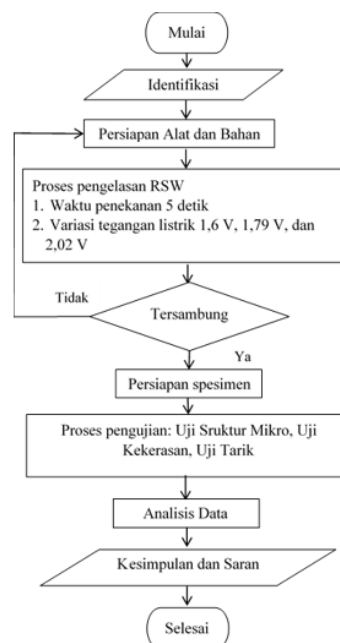 Mulai
Identifikasi
Persiapan Alat dan Bahan
Proses pengelasan RSW
1. Waktu penekanan 5 detik
2. Variasi tegangan listrik 1,6 V, 1,79 V, dan
2,02 V
Tidak
Tersambung
Ya
Persiapan spesimen
Proses pengujian: Uji Sruktur Mikro, Uji
Kekerasan, Uji Tarik
Analisis Data
Kesimpulan dan Saran
Selesai